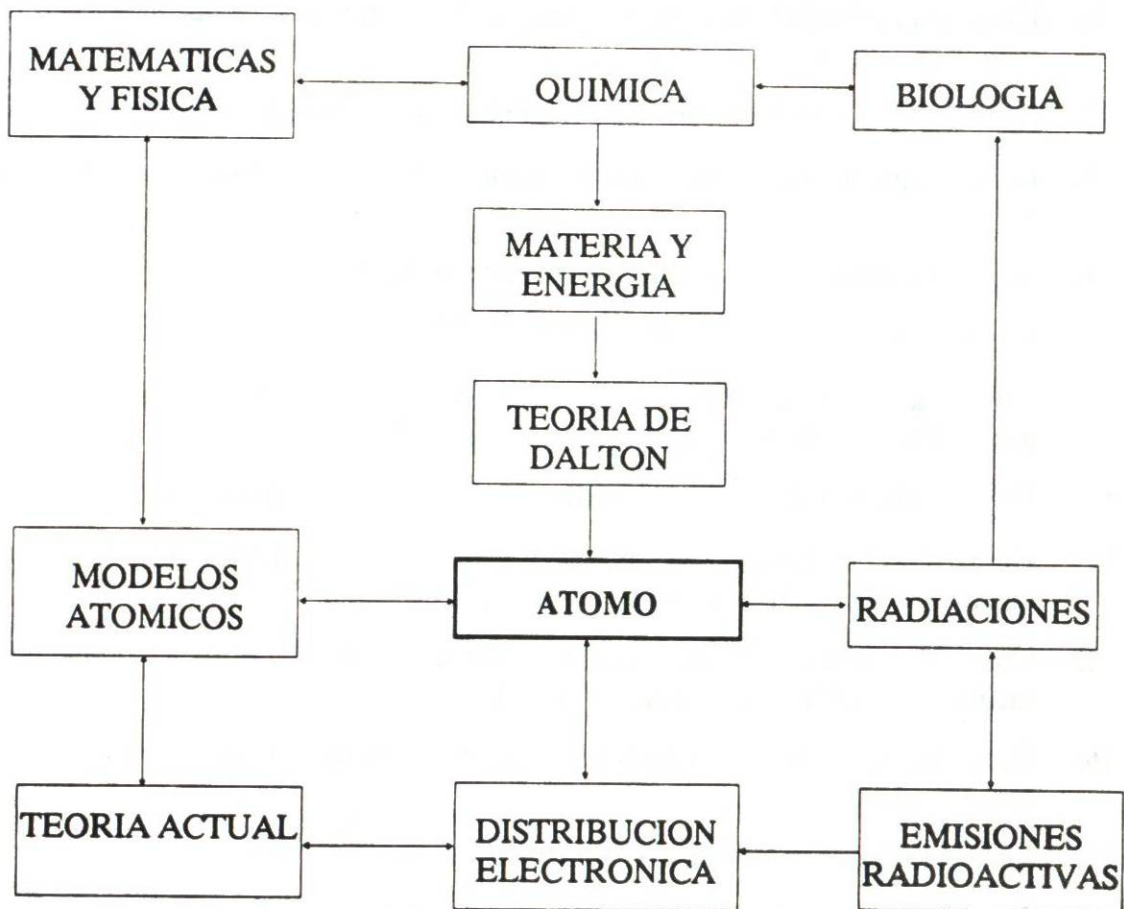 MATEMATICAS
Y FISICA
QUIMICA
BIOLOGIA
MATERIA Y
ENERGIA
TEORIA DE
DALTON
MODELOS
ATOMICOS
ATOMO
RADIACIONES
TEORIA ACTUAL
DISTRIBUCION
ELECTRONICA
EMISIONES
RADIOACTIVAS